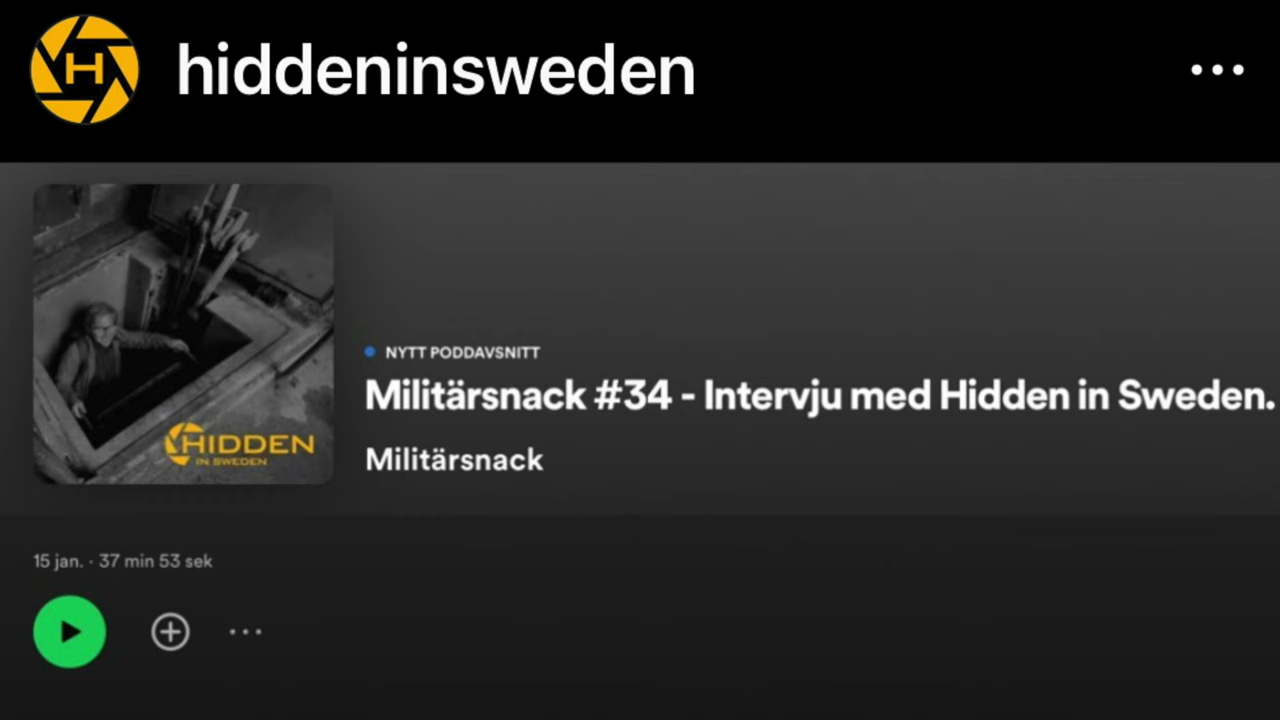 H
hiddeninsweden
HIDDEN
IN SWEDEN
NYTT PODDAVSNITT
Militärsnack #34 - Intervju med Hidden in Sweden.
Militärsnack
15 jan. · 37 min 53 sek